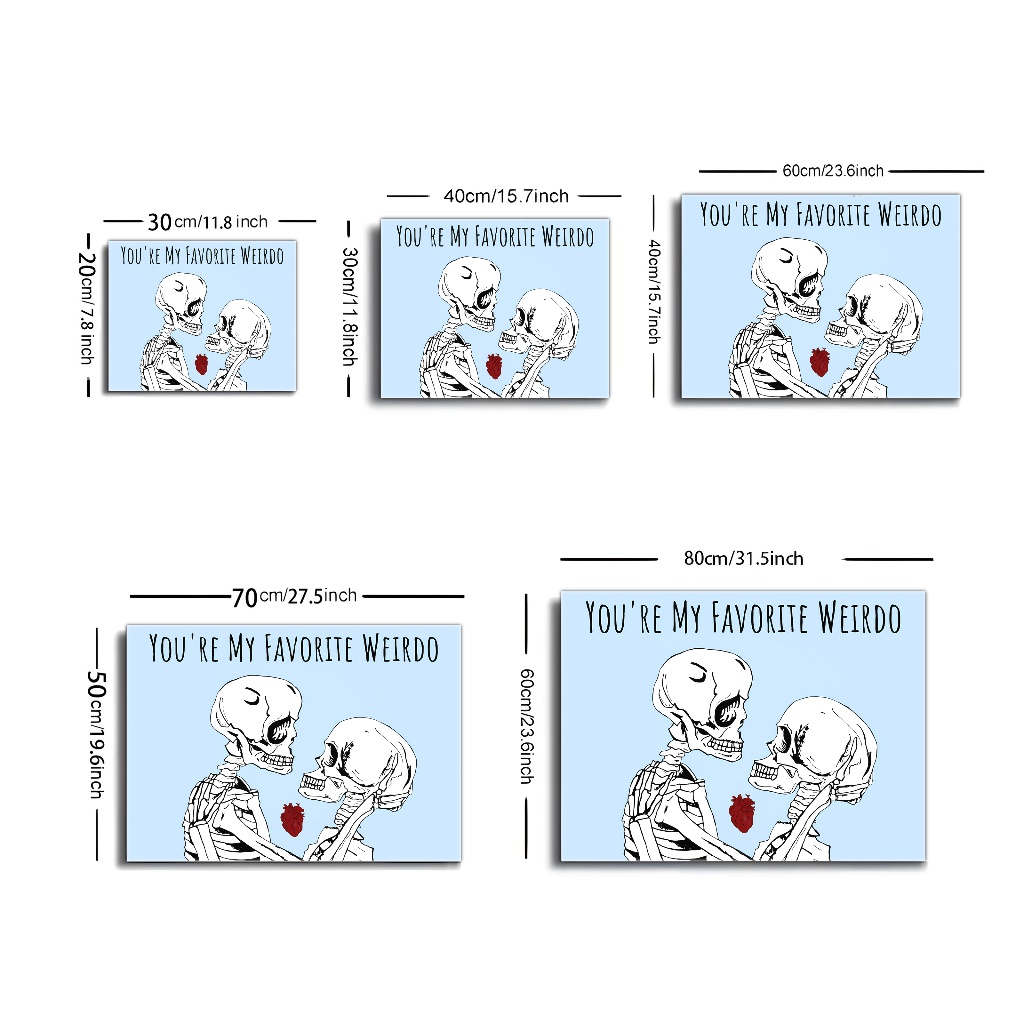 30cm/11.8 inch
20cm/ 7.8 inch
You're My Favorite Weirdo
40cm/15.7inch
30cm/11.8inch
You're My Favorite Weirdo
60cm/23.6inch
40cm/15.7inch
You're My Favorite Weirdo
70cm/27.5inch
50cm/19.6inch
You're My Favorite Weirdo
80cm/31.5inch
60cm/23.6inch
You're My Favorite Weirdo